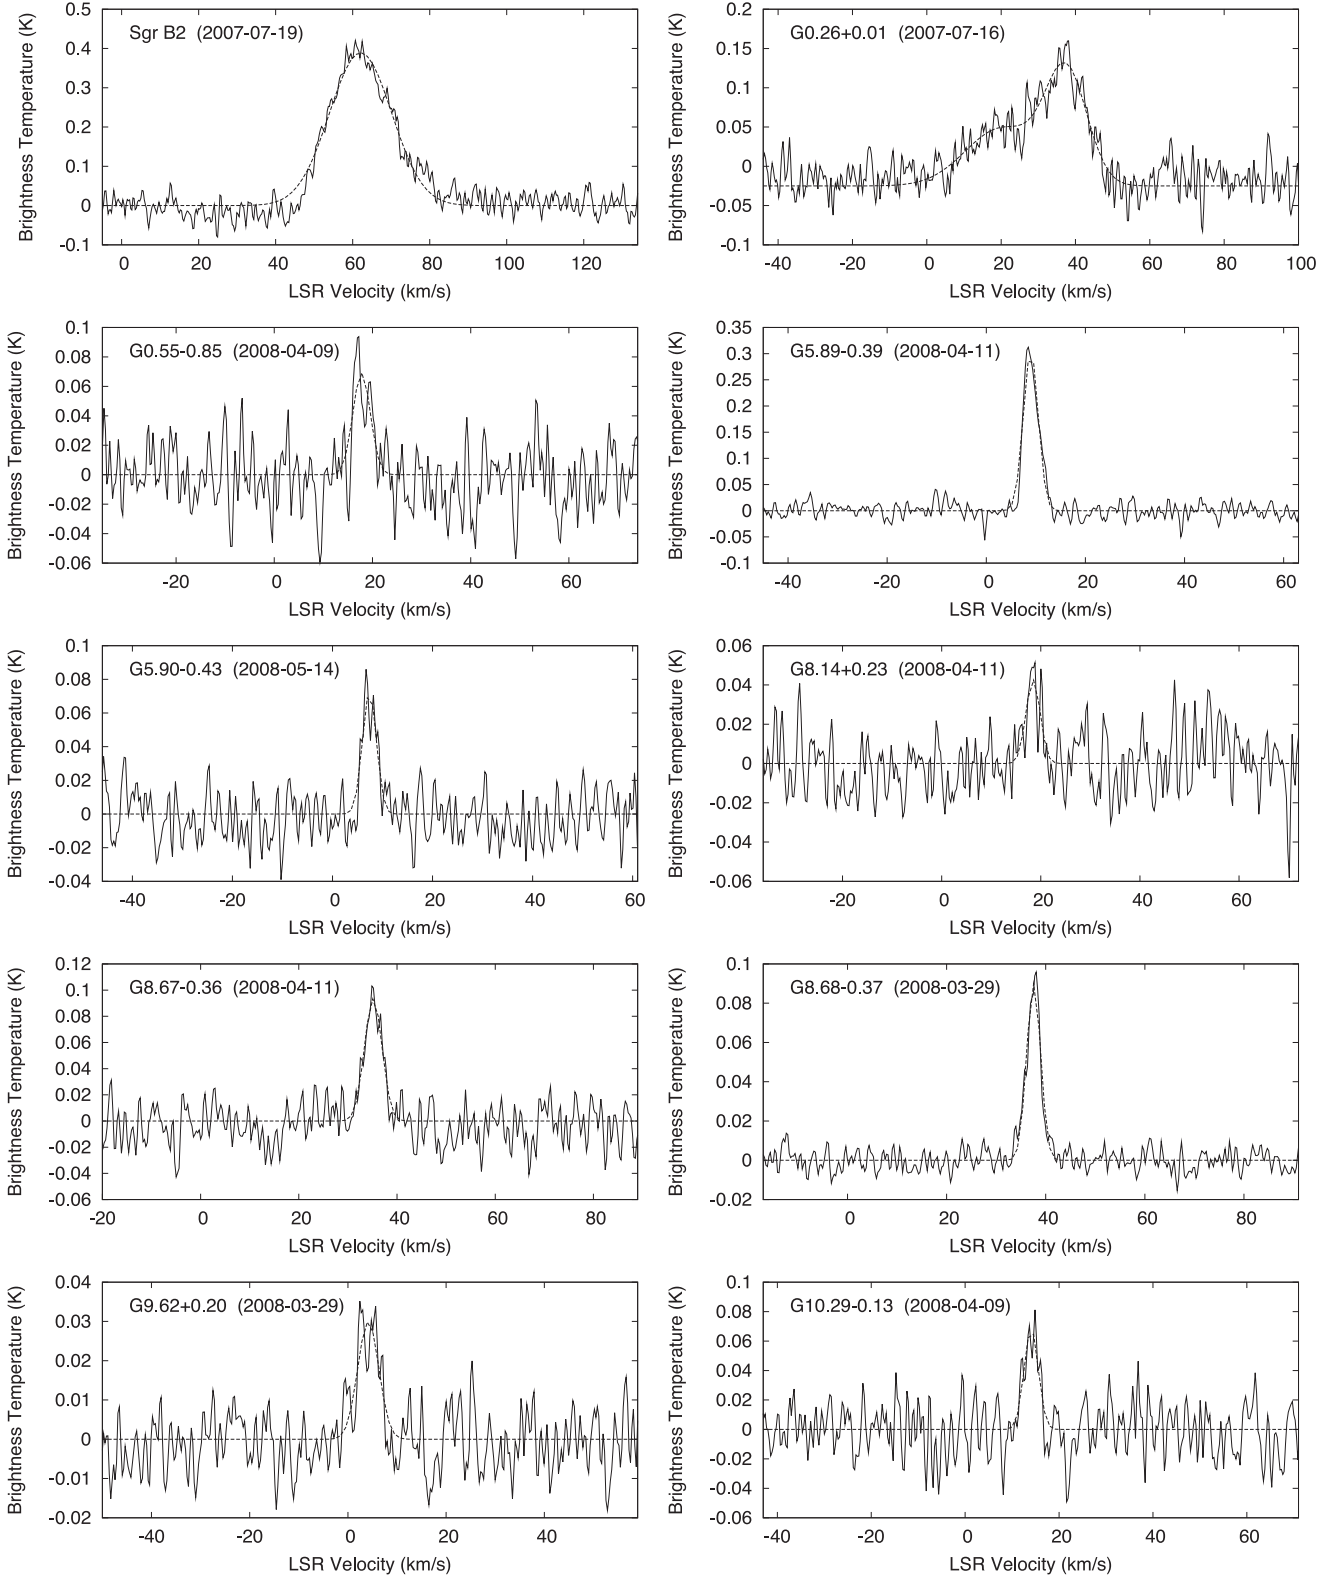 Sgr B2 (2007-07-19)
Brightness Temperature (K)
0.5
0.4
0.3
0.2
0.1
0
-0.1
0 20 40 60 80 100 120
LSR Velocity (km/s)
G0.26+0.01 (2007-07-16)
Brightness Temperature (K)
0.2
0.15
0.1
0.05
0
-0.05
-0.1
-40 -20 0 20 40 60 80 100
LSR Velocity (km/s)
G0.55-0.85 (2008-04-09)
Brightness Temperature (K)
0.1
0.08
0.06
0.04
0.02
0
-0.02
-0.04
-0.06
-20 0 20 40 60
LSR Velocity (km/s)
G5.89-0.39 (2008-04-11)
Brightness Temperature (K)
0.35
0.3
0.25
0.2
0.15
0.1
0.05
0
-0.05
-0.1
-40 -20 0 20 40 60
LSR Velocity (km/s)
G5.90-0.43 (2008-05-14)
Brightness Temperature (K)
0.1
0.08
0.06
0.04
0.02
0
-0.02
-0.04
-40 -20 0 20 40 60
LSR Velocity (km/s)
G8.14+0.23 (2008-04-11)
Brightness Temperature (K)
0.06
0.04
0.02
0
-0.02
-0.04
-0.06
-20 0 20 40 60
LSR Velocity (km/s)
G8.67-0.36 (2008-04-11)
Brightness Temperature (K)
0.12
0.1
0.08
0.06
0.04
0.02
0
-0.02
-0.04
-0.06
-20 0 20 40 60 80
LSR Velocity (km/s)
G8.68-0.37 (2008-03-29)
Brightness Temperature (K)
0.1
0.08
0.06
0.04
0.02
0
-0.02
0 20 40 60 80
LSR Velocity (km/s)
G9.62+0.20 (2008-03-29)
Brightness Temperature (K)
0.04
0.03
0.02
0.01
0
-0.01
-0.02
-40 -20 0 20 40
LSR Velocity (km/s)
G10.29-0.13 (2008-04-09)
Brightness Temperature (K)
0.1
0.08
0.06
0.04
0.02
0
-0.02
-0.04
-0.06
-40 -20 0 20 40 60
LSR Velocity (km/s)